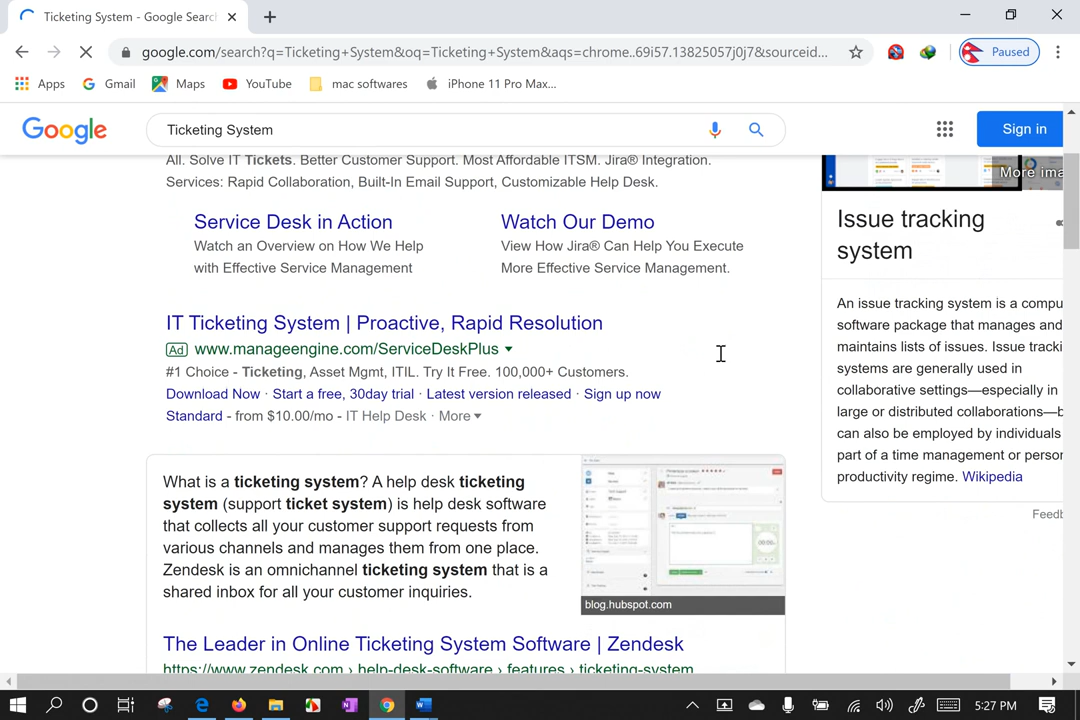 Ticketing System - Google Searc
google.com/search?q=Ticketing+System&oq=Ticketing+System&aqs=chrome..69i57.13825057j0j7&sourceid...
Paused
Apps
Gmail
Maps
YouTube
mac softwares
iPhone 11 Pro Max...
Google
Ticketing System
Sign in
All. Solve IT Tickets. Better Customer Support. Most Affordable ITSM. Jira® Integration.
Services: Rapid Collaboration, Built-In Email Support, Customizable Help Desk.
Service Desk in Action
Watch an Overview on How We Help
with Effective Service Management
Watch Our Demo
View How Jira® Can Help You Execute
More Effective Service Management.
IT Ticketing System | Proactive, Rapid Resolution
Ad www.manageengine.com/ServiceDeskPlus
#1 Choice - Ticketing, Asset Mgmt, ITIL. Try It Free. 100,000+ Customers.
Download Now · Start a free, 30day trial · Latest version released · Sign up now
Standard - from $10.00/mo - IT Help Desk · More
What is a ticketing system? A help desk ticketing
system (support ticket system) is help desk software
that collects all your customer support requests from
various channels and manages them from one place.
Zendesk is an omnichannel ticketing system that is a
shared inbox for all your customer inquiries.
blog.hubspot.com
The Leader in Online Ticketing System Software | Zendesk
https://www.zendesk.com › help-desk-software › features › ticketing-system
More ima
Issue tracking
system
An issue tracking system is a compu
software package that manages and
maintains lists of issues. Issue tracki
systems are generally used in
collaborative settings—especially in
large or distributed collaborations—b
can also be employed by individuals
part of a time management or person
productivity regime. Wikipedia
Feedb
5:27 PM